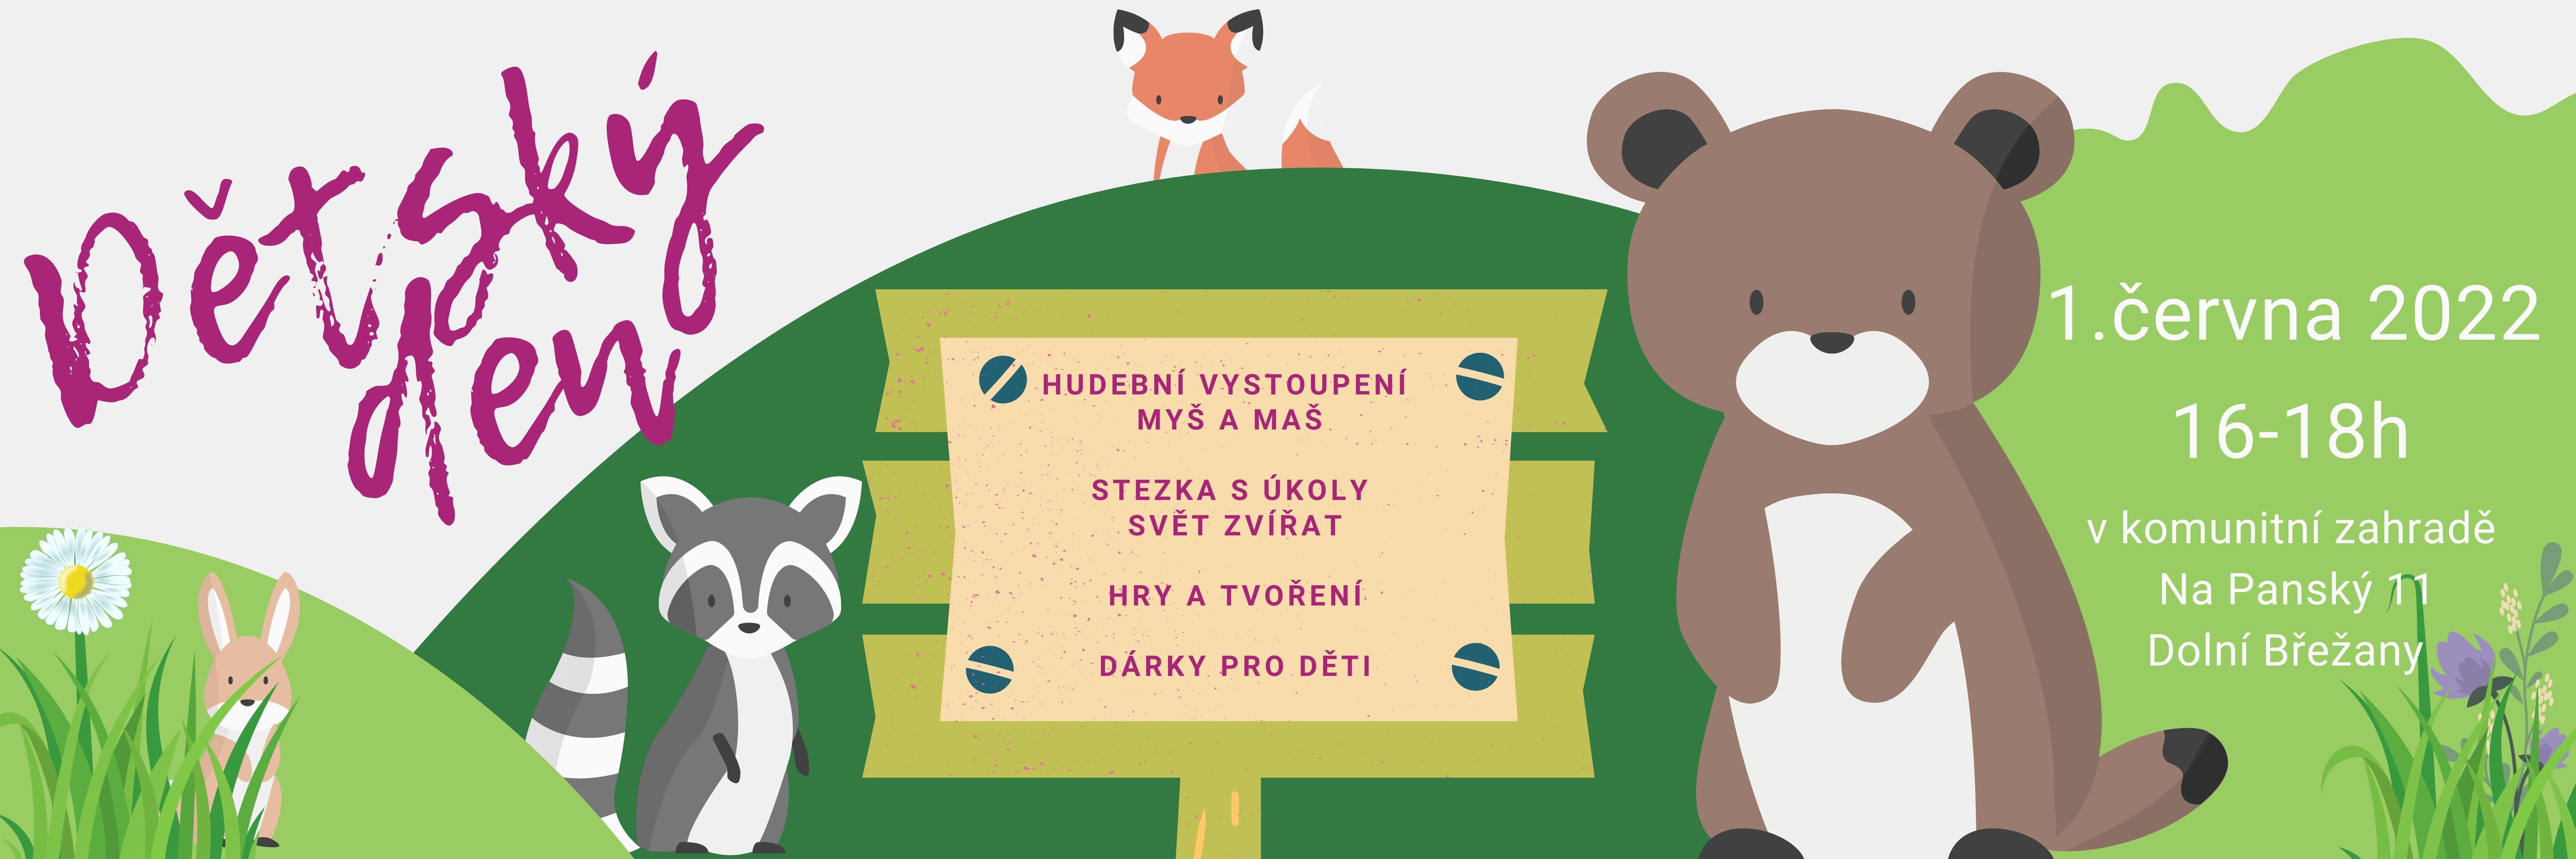 Dětský
den
HUDEBNÍ VYSTOUPENÍ
MYŠ A MAŠ
STEZKA S ÚKOLY
SVĚT ZVÍŘAT
HRY A TVOŘENÍ
DÁRKY PRO DĚTI
1.června 2022
16-18h
v komunitní zahradě
Na Panský 11
Dolní Břežany